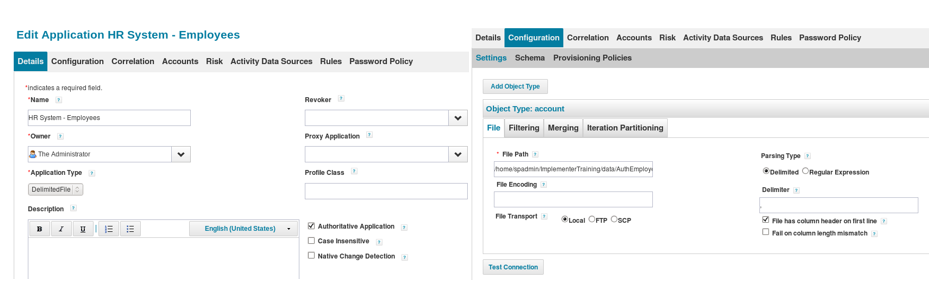 Edit Application HR System - Employees
Details Configuration Correlation Accounts Risk Activity Data Sources Rules Password Policy
*indicates a required field.
*Name ?
HR System - Employees
*Owner ?
The Administrator
*Application Type ?
DelimitedFile
Description ?
B I U English (United States)
Revoker ?
Proxy Application ?
Profile Class ?
Authoritative Application ?
Case Insensitive ?
Native Change Detection ?
Details Configuration Correlation Accounts Risk Activity Data Sources Rules Password Policy
Settings Schema Provisioning Policies
Add Object Type
Object Type: account
File Filtering Merging Iteration Partitioning
* File Path ?
/home/spadmin/ImplementerTraining/data/AuthEmploye
File Encoding ?
File Transport ? Local FTP SCP
Parsing Type ?
Delimited Regular Expression
Delimiter ?
,
File has column header on first line ?
Fail on column length mismatch ?
Test Connection